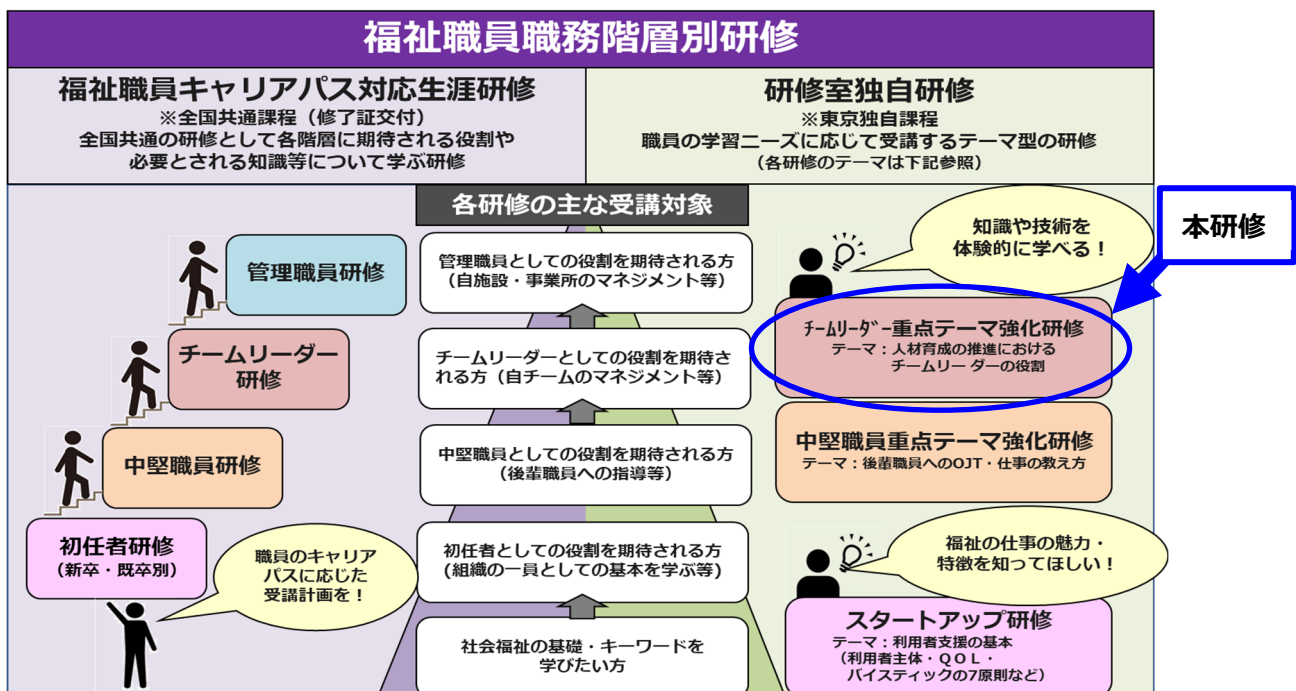 福祉職員職務階層別研修
福祉職員キャリアパス対応生涯研修
※全国共通課程（修了証交付）
全国共通の研修として各階層に期待される役割や
必要とされる知識等について学ぶ研修
研修室独自研修
※東京独自課程
職員の学習ニーズに応じて受講するテーマ型の研修
（各研修のテーマは下記参照）
各研修の主な受講対象
本研修
知識や技術を
体験的に学べる！
管理職員研修
管理職員としての役割を期待される方
（自施設・事業所のマネジメント等）
チームリーダー
研修
チームリーダーとしての役割を期待さ
れる方（自チームのマネジメント等）
ﾁｰﾑﾘｰﾀﾞｰ重点テーマ強化研修
テーマ：人材育成の推進における
チームリー ダーの役割
中堅職員研修
中堅職員としての役割を期待される方
（後輩職員への指導等）
中堅職員重点テーマ強化研修
テーマ：後輩職員へのOJT・仕事の教え方
初任者研修
（新卒・既卒別）
職員のキャリア
パスに応じた
受講計画を！
初任者としての役割を期待される方
(組織の一員としての基本を学ぶ等)
福祉の仕事の魅力・
特徴を知ってほしい！
社会福祉の基礎・キーワードを
学びたい方
スタートアップ研修
テーマ：利用者支援の基本
（利用者主体・ＱＯＬ・
バイスティックの7原則など）